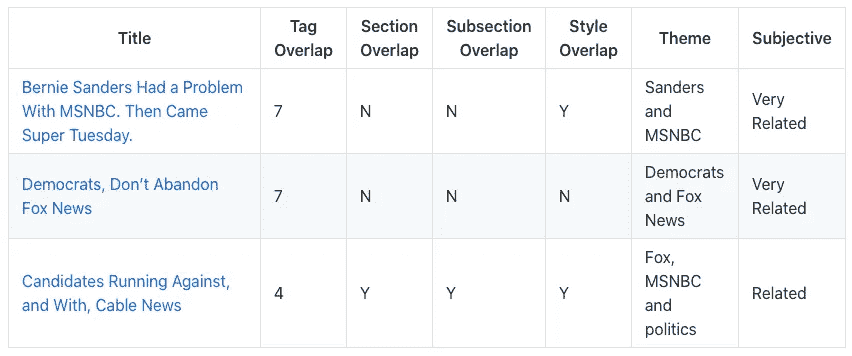 Title Tag Overlap Section Overlap Subsection Overlap Style Overlap Theme Subjective
Bernie Sanders Had a Problem
With MSNBC. Then Came
Super Tuesday.
7 N N Y
Sanders
and
MSNBC
Very
Related
Democrats, Don’t Abandon
Fox News
7 N N N
Democrats
and Fox
News
Very
Related
Candidates Running Against,
and With, Cable News
4 Y Y Y
Fox,
MSNBC
and
politics
Related